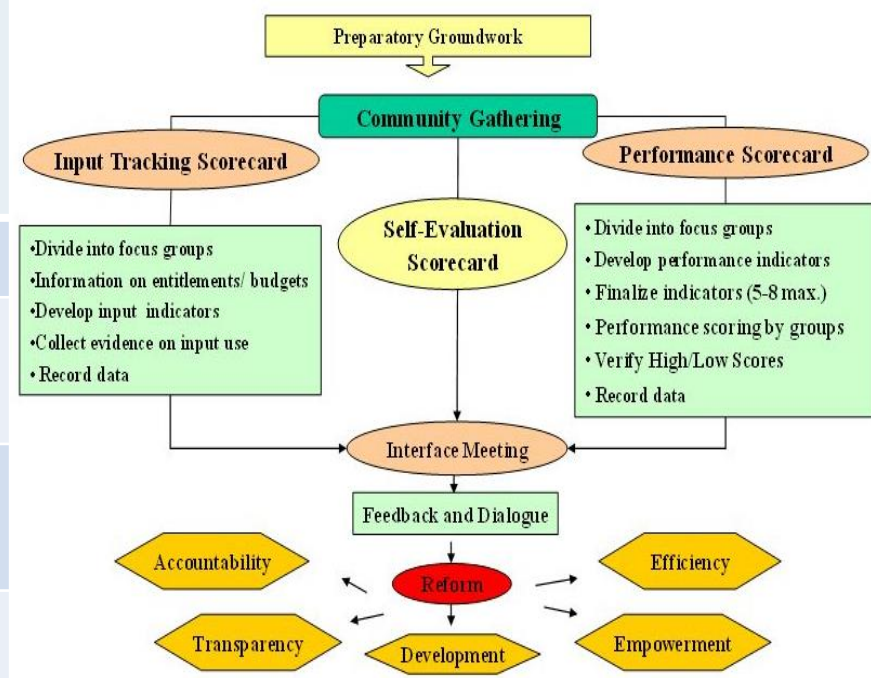 Preparatory Groundwork
Community Gathering
Input Tracking Scorecard
Performance Scorecard
•Divide into focus groups
•Information on entitlements/ budgets
•Develop input indicators
•Collect evidence on input use
• Record data
Self-Evaluation
Scorecard
• Divide into focus groups
• Develop performance indicators
• Finalize indicators (5-8 max.)
• Performance scoring by groups
• Verify High/Low Scores
• Record data
Interface Meeting
Feedback and Dialogue
Accountability
Reform
Efficiency
Transparency
Development
Empowerment